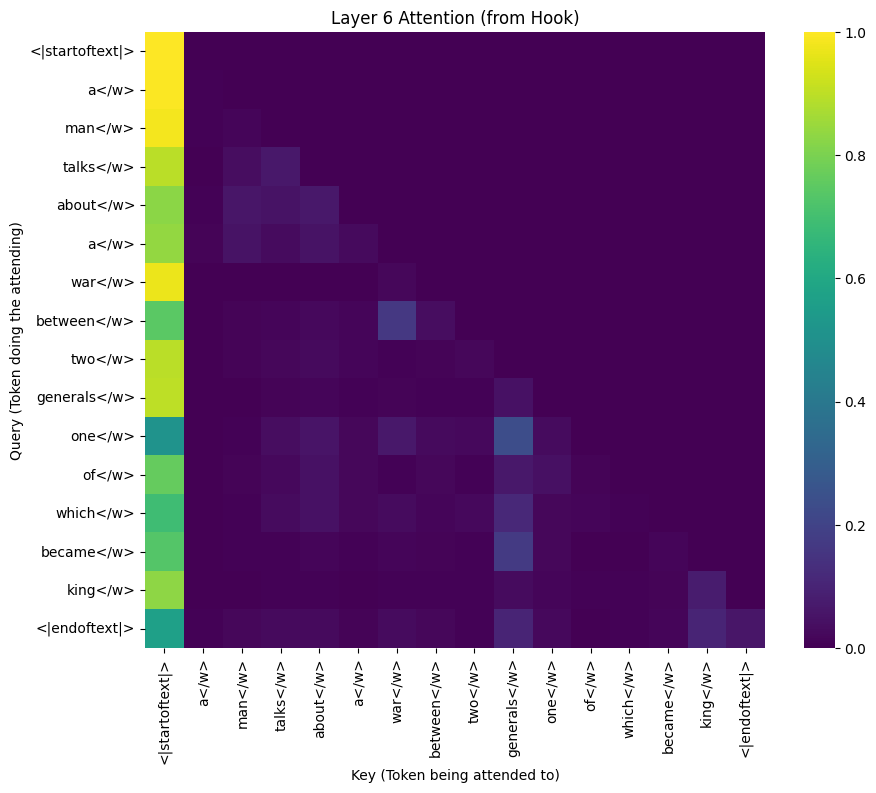 Layer 6 Attention (from Hook)
Query (Token doing the attending)
<|startoftext|>
a</w>
man</w>
talks</w>
about</w>
a</w>
war</w>
between</w>
two</w>
generals</w>
one</w>
of</w>
which</w>
became</w>
king</w>
<|endoftext|>
1.0
0.8
0.6
0.4
0.2
0.0
<|startoftext|>
a</w>
man</w>
talks</w>
about</w>
a</w>
war</w>
between</w>
two</w>
generals</w>
one</w>
of</w>
which</w>
became</w>
king</w>
<|endoftext|>
Key (Token being attended to)